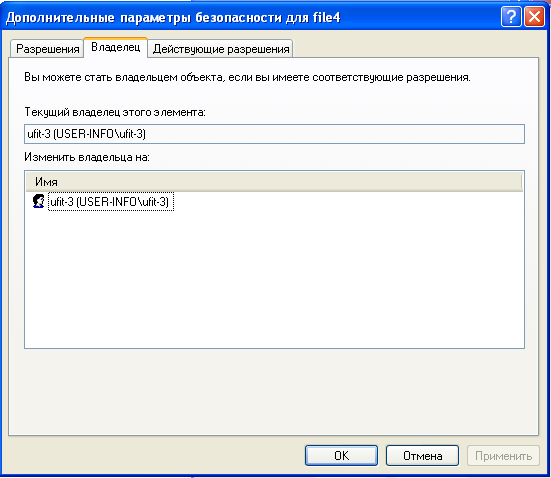 Дополнительные параметры безопасности для file4
Разрешения Владелец Действующие разрешения
Вы можете стать владельцем объекта, если вы имеете соответствующие разрешения.
Текущий владелец этого элемента:
ufit-3 (USER-INFO\ufit-3)
Изменить владельца на:
Имя
ufit-3 (USER-INFO\ufit-3)
OK Отмена Применить